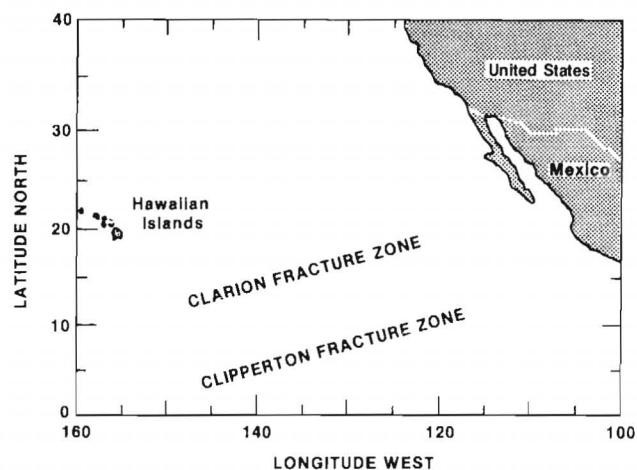 40
30
20
10
0
LATITUDE NORTH
United States
Mexico
Hawaiian
Islands
CLARION FRACTURE ZONE
CLIPPERTON FRACTURE ZONE
160
140
120
100
LONGITUDE WEST